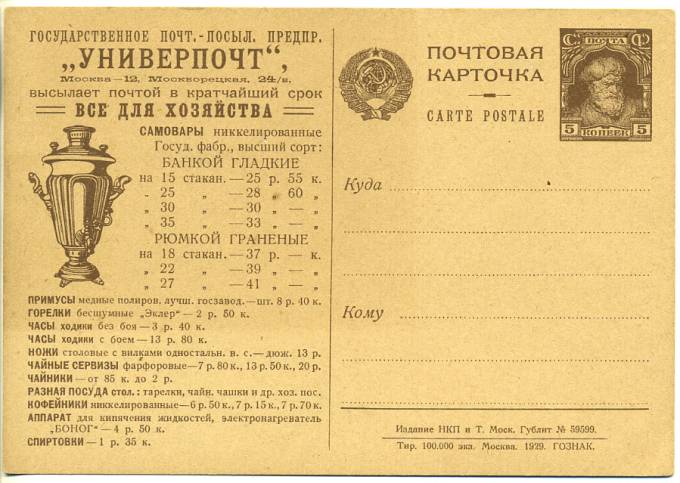 ГОСУДАРСТВЕННОЕ ПОЧТ.-ПОСЫЛ. ПРЕДПР.
„УНИВЕРПОЧТ“,
Москва—12, Москворецкая, 24/в.
высылает почтой в кратчайший срок
ВСЕ ДЛЯ ХОЗЯЙСТВА
САМОВАРЫ никкелированные
Госуд. фабр., высший сорт:
БАНКОЙ ГЛАДКИЕ
на 15 стакан.—25 р. 55 к.
„ 25 „ —28 „ 60 „
„ 30 „ —30 „ — „
„ 35 „ —33 „ — „
РЮМКОЙ ГРАНЕНЫЕ
на 18 стакан.—37 р. — к.
„ 22 „ —39 „ — „
„ 27 „ —41 „ — „
ПРИМУСЫ медные полиров. лучш. госзавод.—шт. 8 р. 40 к.
ГОРЕЛКИ бесшумные „Эклер“— 2 р. 50 к.
ЧАСЫ ходики без боя—3 р. 40 к.
ЧАСЫ ходики с боем—13 р. 80 к.
НОЖИ столовые с вилками одностальн. в. с.—дюж. 13 р.
ЧАЙНЫЕ СЕРВИЗЫ фарфоровые—7 р. 80 к., 13 р. 50 к., 20 р.
ЧАЙНИКИ—от 85 к. до 2 р.
РАЗНАЯ ПОСУДА стол.: тарелки, чайн. чашки и др. хоз. пос.
КОФЕЙНИКИ никкелированные—6 р. 50 к., 7 р. 15 к., 7 р. 70 к.
АППАРАТ для кипячения жидкостей, электронагреватель
„БОНОГ“—4 р. 50 к.
СПИРТОВКИ—1 р. 35 к.
ПОЧТОВАЯ
КАРТОЧКА
CARTE POSTALE
ПОЧТА
5 КОПЕЕК 5
Куда
Кому
Издание НКП и Т. Моск. Гублит № 59599.
Тир. 100.000 экз. Москва. 1929. ГОЗНАК.